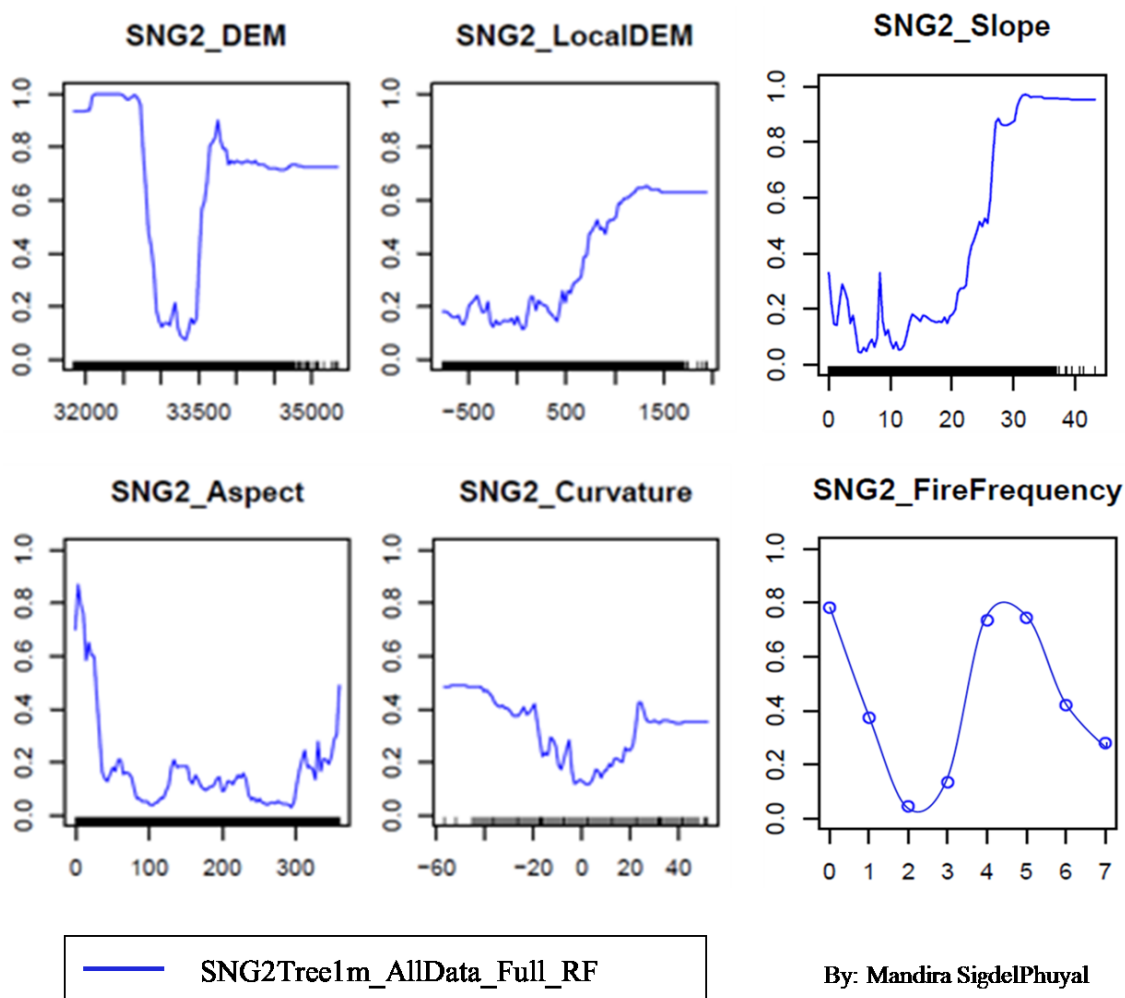 SNG2_DEM
SNG2_LocalDEM
SNG2_Slope
0.0 0.2 0.4 0.6 0.8 1.0
32000 33500 35000
0.0 0.2 0.4 0.6 0.8 1.0
−500 500 1500
0.0 0.2 0.4 0.6 0.8 1.0
0 10 20 30 40
SNG2_Aspect
SNG2_Curvature
SNG2_FireFrequency
0.0 0.2 0.4 0.6 0.8 1.0
0 100 200 300
0.0 0.2 0.4 0.6 0.8 1.0
−60 −20 0 20 40
0.0 0.2 0.4 0.6 0.8 1.0
0 1 2 3 4 5 6 7
SNG2Tree1m_AllData_Full_RF
By: Mandira SigdelPhuyal